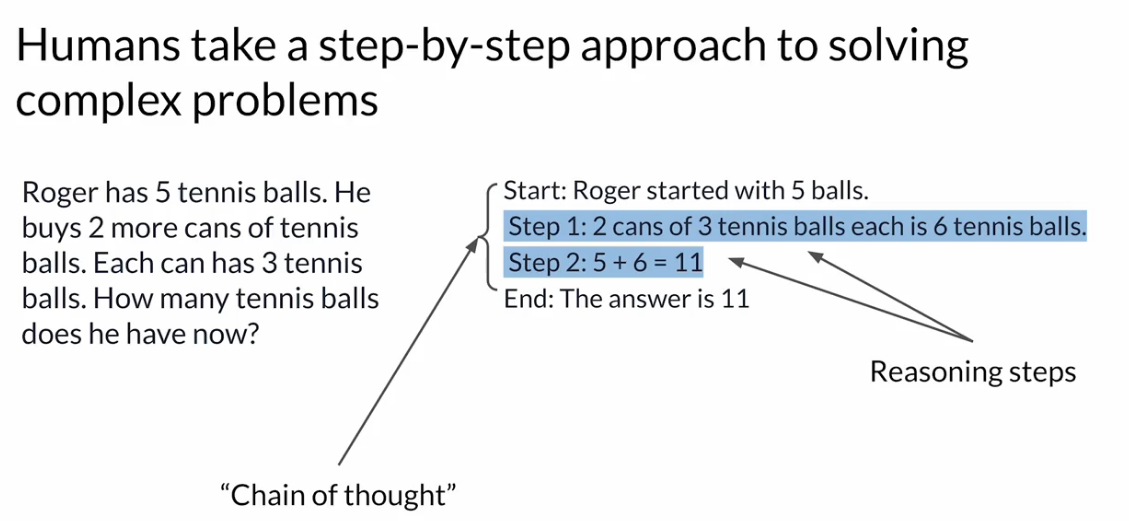 Humans take a step-by-step approach to solving
complex problems
Roger has 5 tennis balls. He
buys 2 more cans of tennis
balls. Each can has 3 tennis
balls. How many tennis balls
does he have now?
Start: Roger started with 5 balls.
Step 1: 2 cans of 3 tennis balls each is 6 tennis balls.
Step 2: 5 + 6 = 11
End: The answer is 11
Reasoning steps
“Chain of thought”